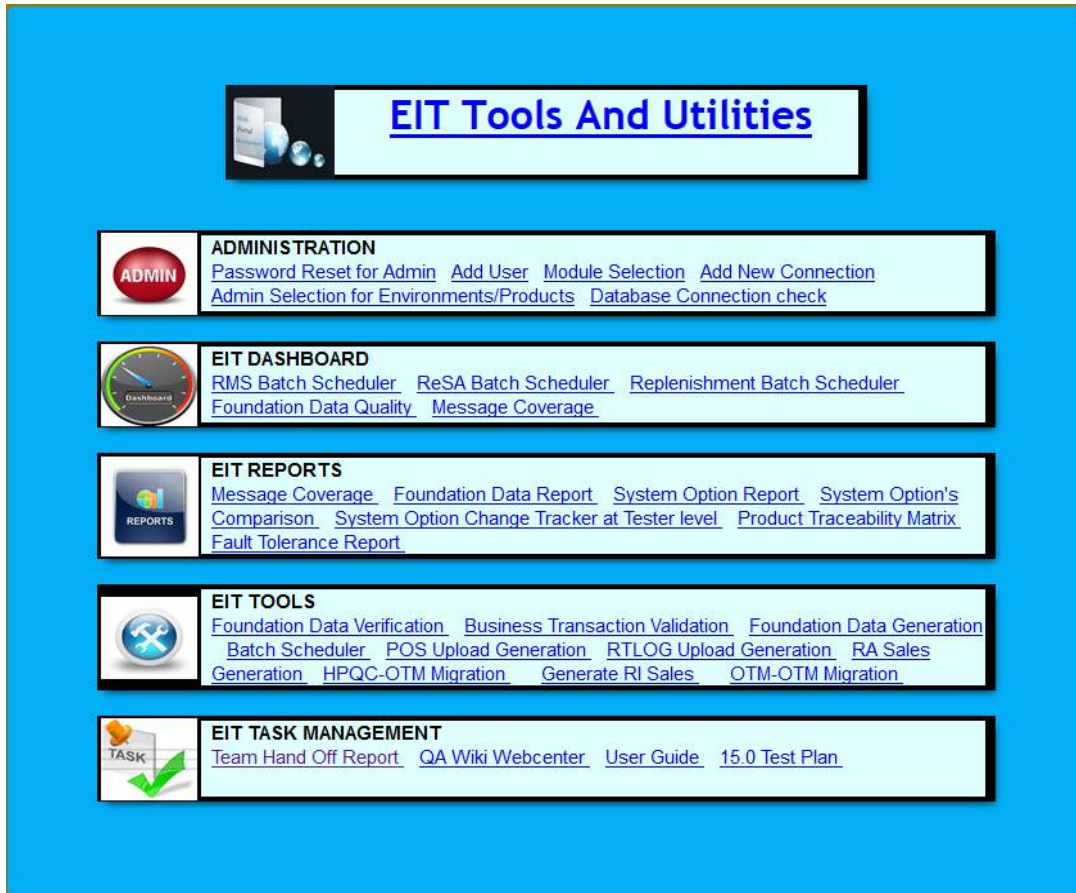 EIT Tools And Utilities
ADMIN
ADMINISTRATION
Password Reset for Admin Add User Module Selection Add New Connection
Admin Selection for Environments/Products Database Connection check
Dashboard
EIT DASHBOARD
RMS Batch Scheduler ReSA Batch Scheduler Replenishment Batch Scheduler
Foundation Data Quality Message Coverage
REPORTS
EIT REPORTS
Message Coverage Foundation Data Report System Option Report System Option's
Comparison System Option Change Tracker at Tester level Product Traceability Matrix
Fault Tolerance Report
EIT TOOLS
Foundation Data Verification Business Transaction Validation Foundation Data Generation
Batch Scheduler POS Upload Generation RTLOG Upload Generation RA Sales
Generation HPQC-OTM Migration Generate RI Sales OTM-OTM Migration
TASK
EIT TASK MANAGEMENT
Team Hand Off Report QA Wiki Webcenter User Guide 15.0 Test Plan